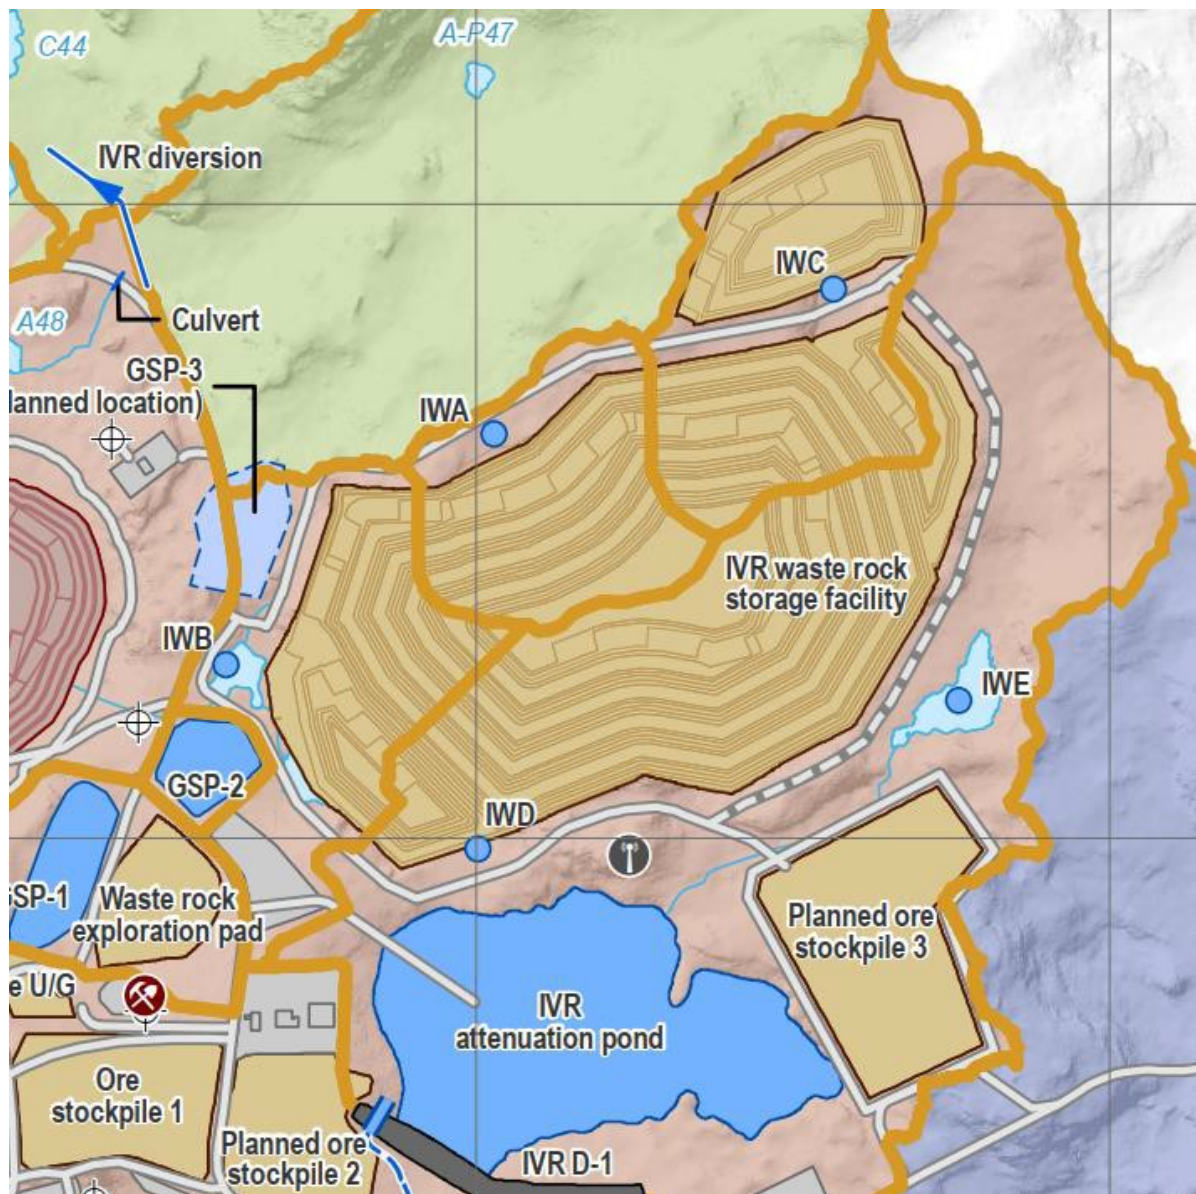 C44
A-P47
IVR diversion
IWC
A48
Culvert
GSP-3
lanned location)
IWA
IVR waste rock
storage facility
IWB
IWE
GSP-2
IWD
SP-1
Waste rock
exploration pad
Planned ore
stockpile 3
e U/G
IVR
attenuation pond
Ore
stockpile 1
Planned ore
stockpile 2
IVR D-1